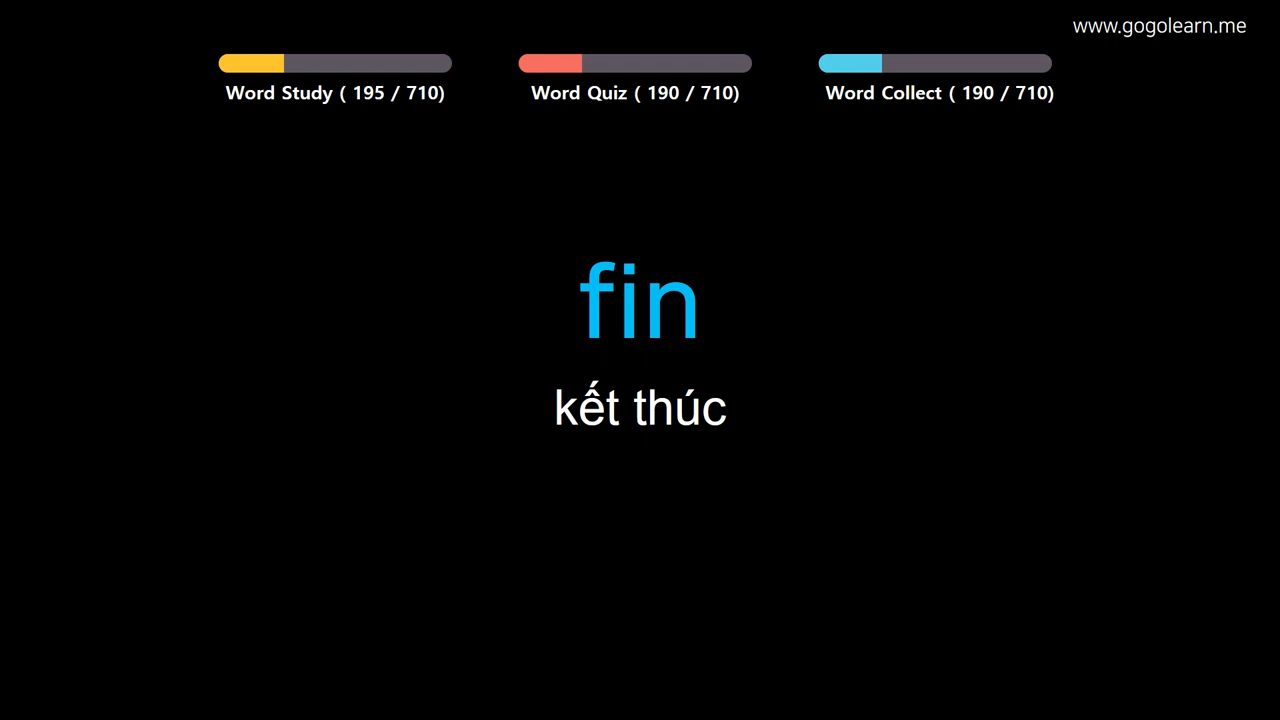 www.gogolearn.me
Word Study ( 195 / 710)
Word Quiz ( 190 / 710)
Word Collect ( 190 / 710)
fin
kết thúc